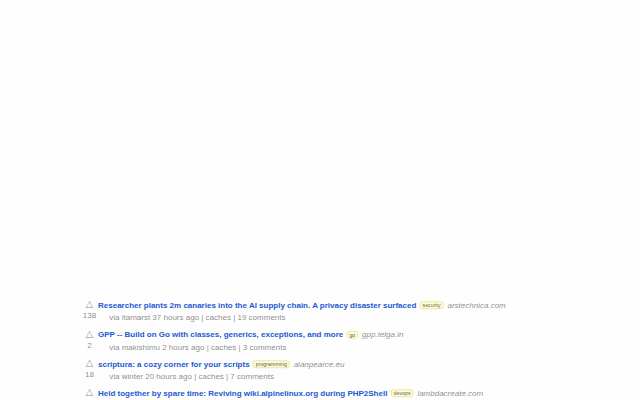 Researcher plants 2m canaries into the AI supply chain. A privacy disaster surfaced security arstechnica.com
138 via itamarst 37 hours ago | caches | 19 comments
GPP -- Build on Go with classes, generics, exceptions, and more go gpp.telga.in
2 via makishimu 2 hours ago | caches | 3 comments
scriptura: a cozy corner for your scripts programming alanpearce.eu
18 via winter 20 hours ago | caches | 7 comments
Held together by spare time: Reviving wiki.alpinelinux.org during PHP2Shell devops lambdacreate.com